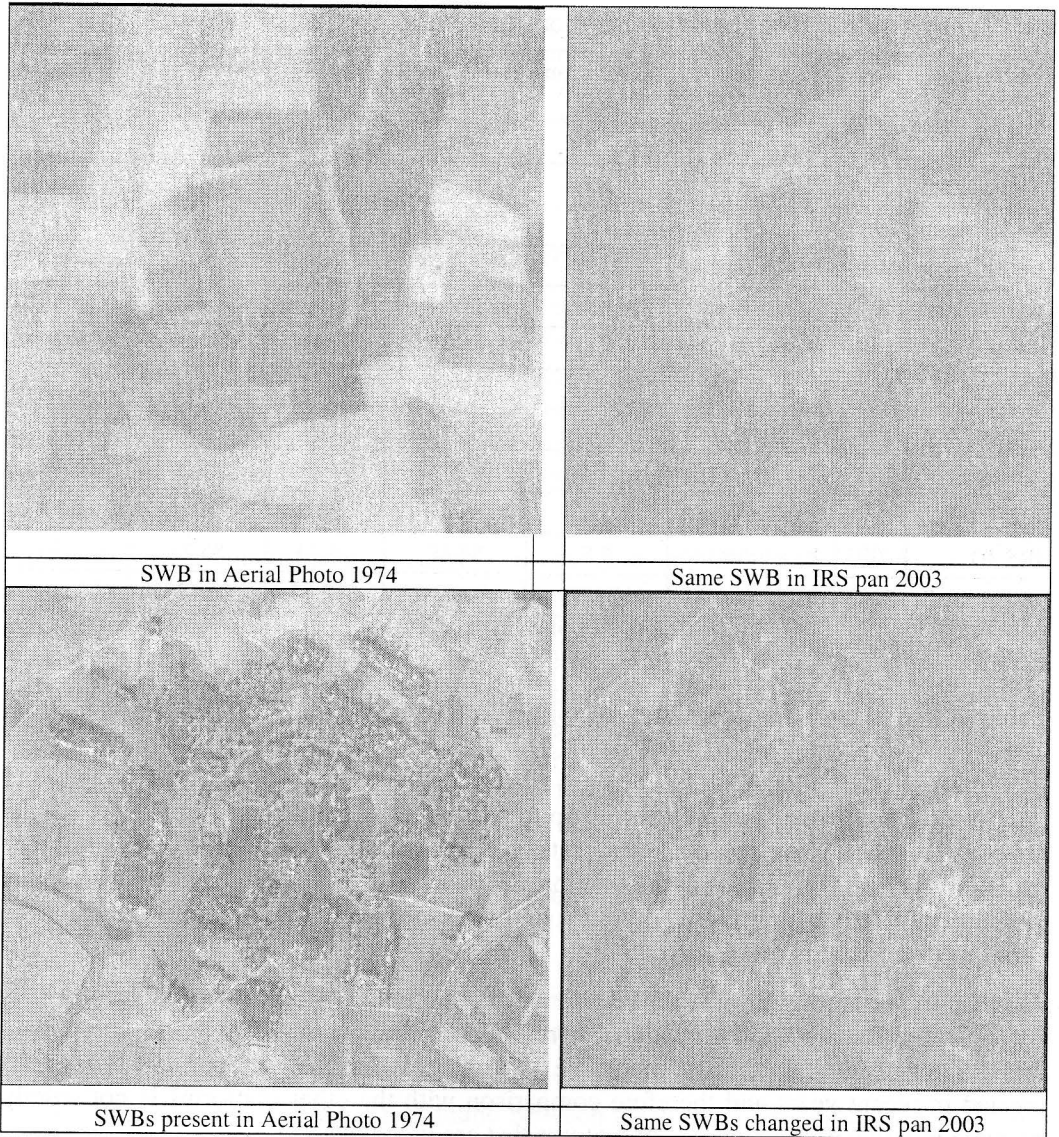 SWB in Aerial Photo 1974
Same SWB in IRS pan 2003
SWBs present in Aerial Photo 1974
Same SWBs changed in IRS pan 2003